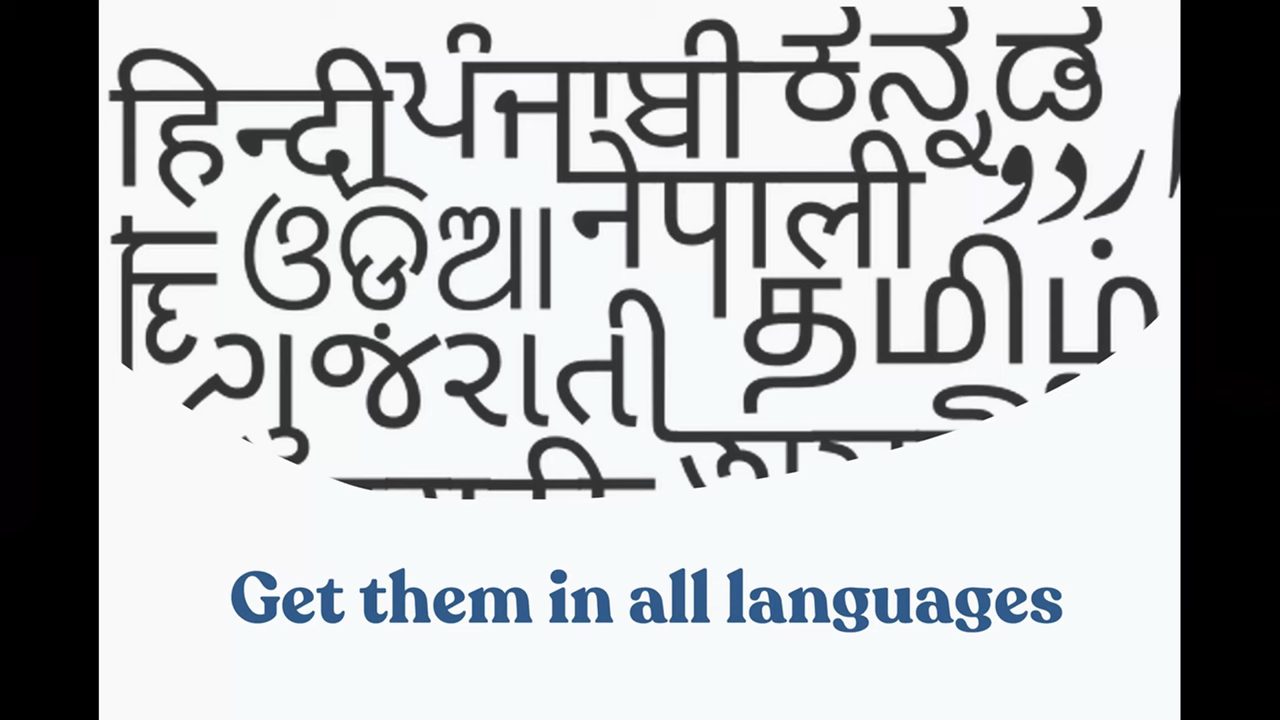 हिन्दी ਪੰਜਾਬੀ ಕನ್ನಡ
ଓଡିଆ नेपाली
ગુજરાતી தமிழ்
Get them in all languages